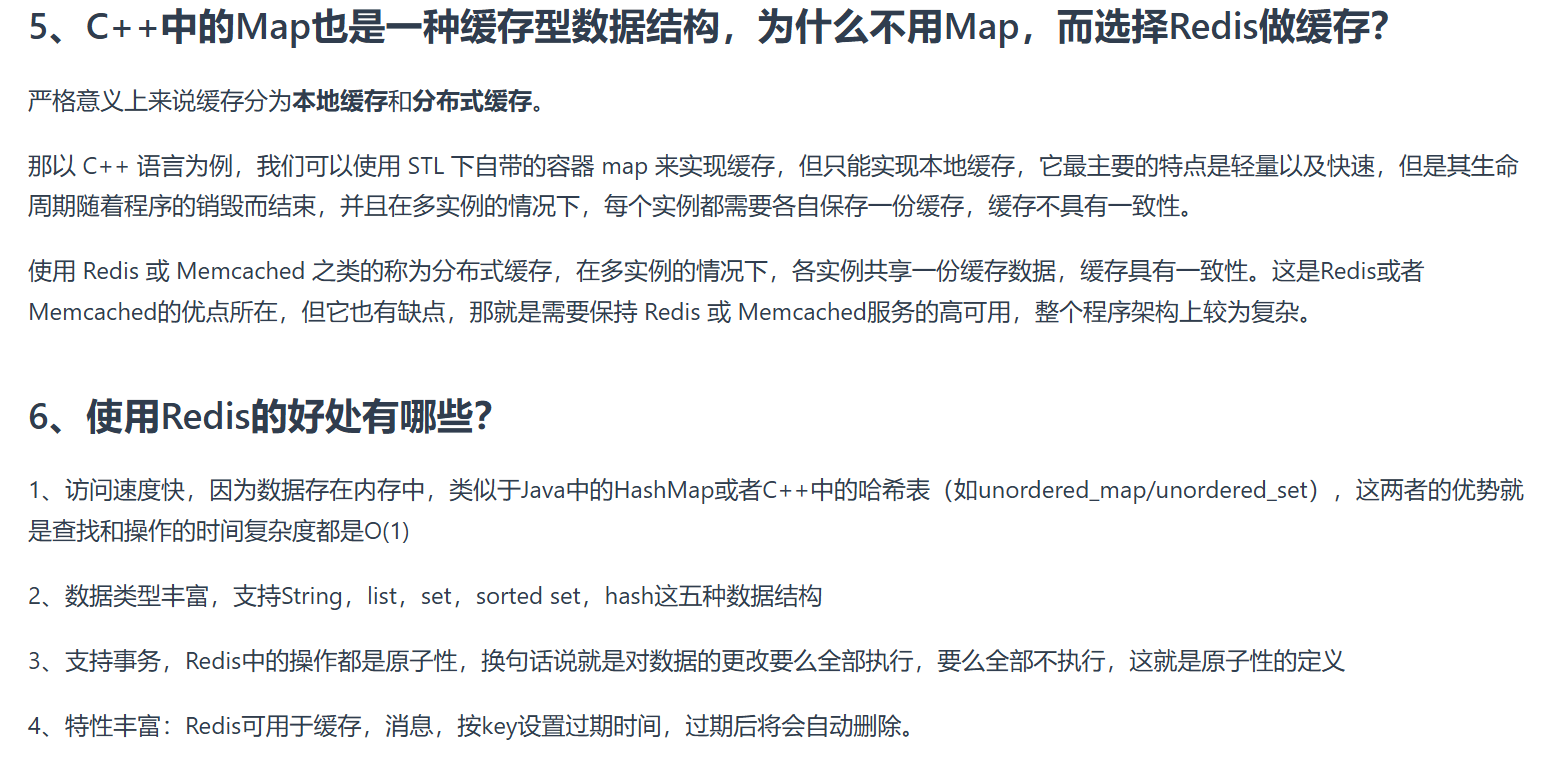 5、C++中的Map也是一种缓存型数据结构，为什么不用Map，而选择Redis做缓存？
严格意义上来说缓存分为本地缓存和分布式缓存。
那以 C++ 语言为例，我们可以使用 STL 下自带的容器 map 来实现缓存，但只能实现本地缓存，它最主要的特点是轻量以及快速，但是其生命
周期随着程序的销毁而结束，并且在多实例的情况下，每个实例都需要各自保存一份缓存，缓存不具有一致性。
使用 Redis 或 Memcached 之类的称为分布式缓存，在多实例的情况下，各实例共享一份缓存数据，缓存具有一致性。这是Redis或者
Memcached的优点所在，但它也有缺点，那就是需要保持 Redis 或 Memcached服务的高可用，整个程序架构上较为复杂。
6、使用Redis的好处有哪些？
1、访问速度快，因为数据存在内存中，类似于Java中的HashMap或者C++中的哈希表（如unordered_map/unordered_set），这两者的优势就
是查找和操作的时间复杂度都是O(1)
2、数据类型丰富，支持String，list，set，sorted set，hash这五种数据结构
3、支持事务，Redis中的操作都是原子性，换句话说就是对数据的更改要么全部执行，要么全部不执行，这就是原子性的定义
4、特性丰富：Redis可用于缓存，消息，按key设置过期时间，过期后将会自动删除。